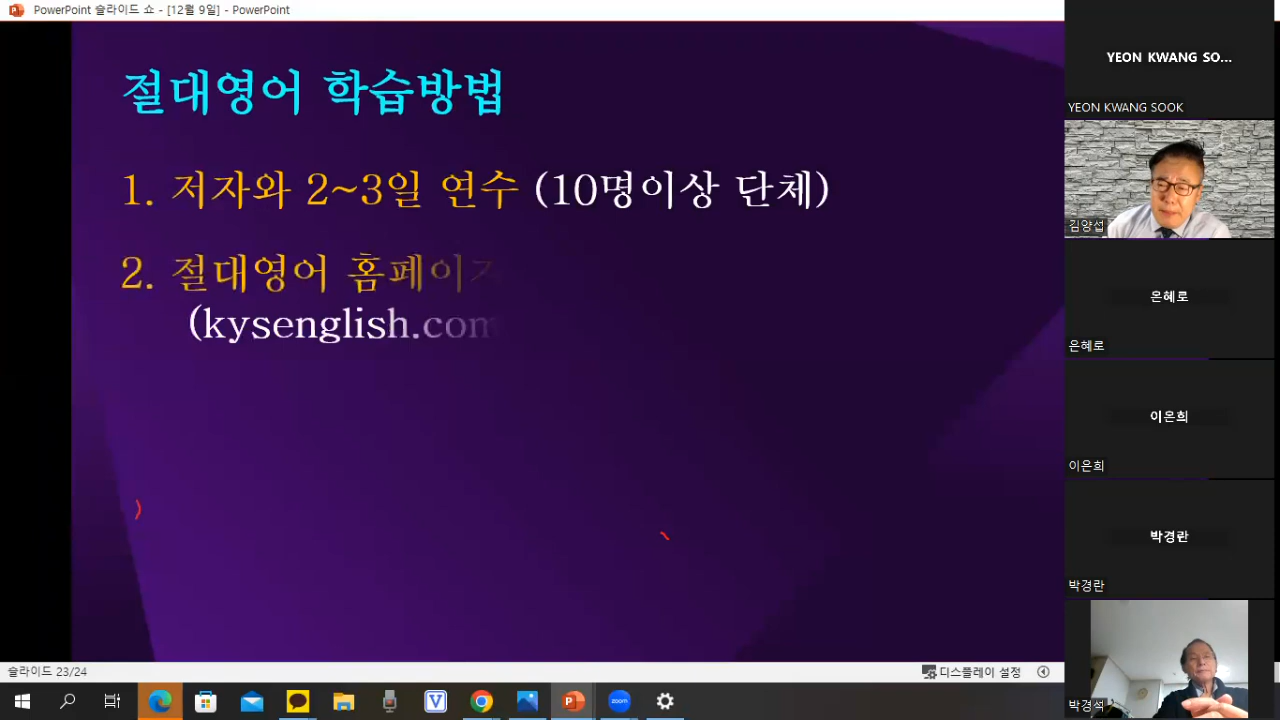 PowerPoint 슬라이드 쇼 - [12월 9일] - PowerPoint
절대영어 학습방법
1. 저자와 2~3일 연수 (10명이상 단체)
2. 절대영어 홈페이지
(kysenglish.com
슬라이드 23/24
디스플레이 설정
YEON KWANG SO...
YEON KWANG SOOK
김양섭
은혜로
은혜로
이은희
이은희
박경란
박경란
박경석
zoom